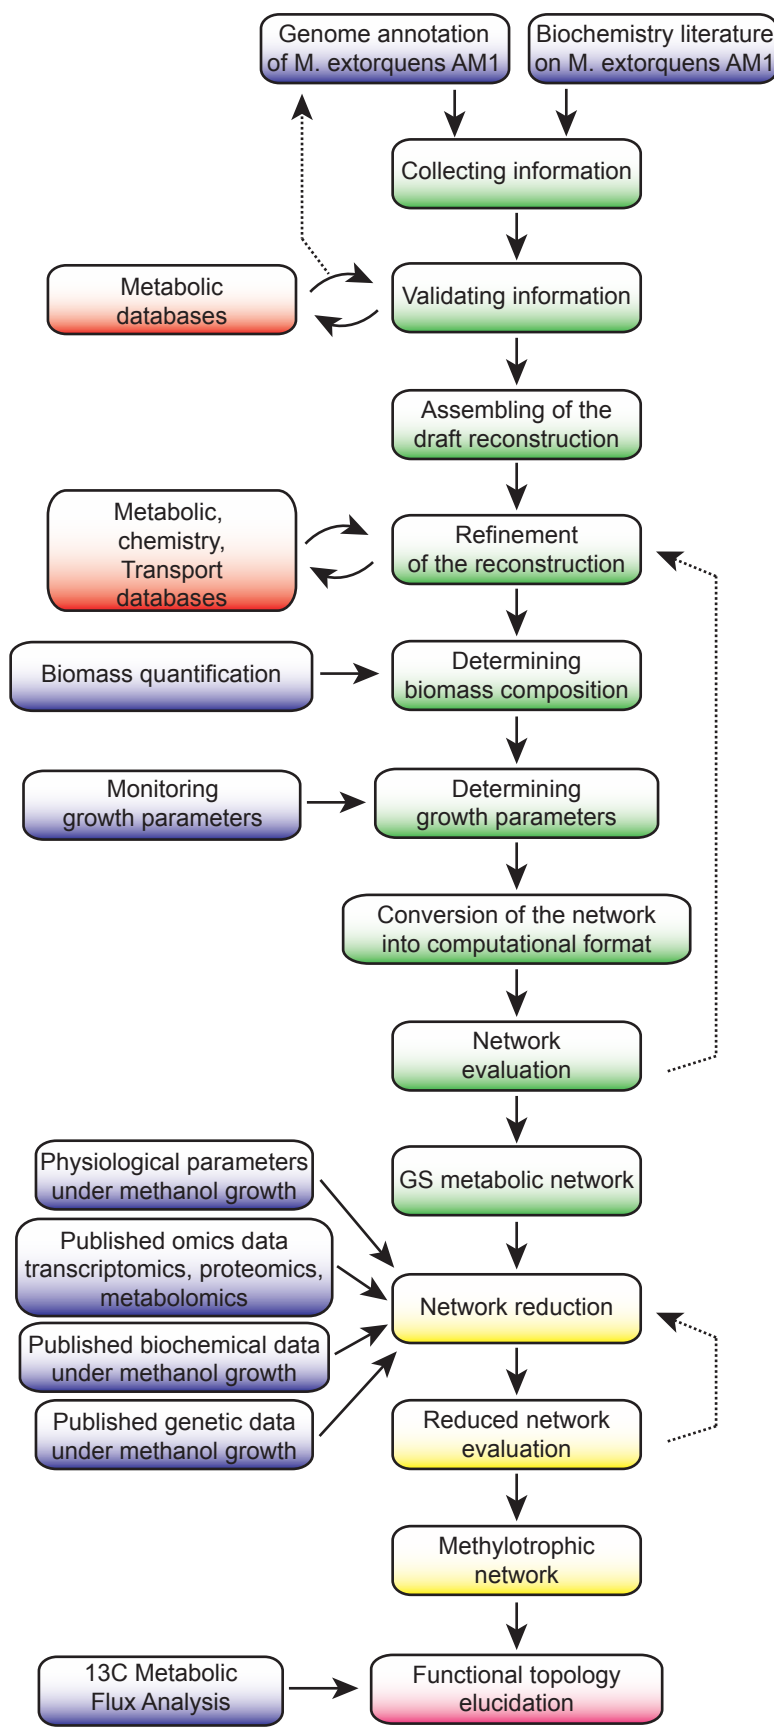 Genome annotation
of M. extorquens AM1
Biochemistry literature
on M. extorquens AM1
Collecting information
Metabolic
databases
Validating information
Assembling of the
draft reconstruction
Metabolic,
chemistry,
Transport
databases
Refinement
of the reconstruction
Biomass quantification
Determining
biomass composition
Monitoring
growth parameters
Determining
growth parameters
Conversion of the network
into computational format
Network
evaluation
Physiological parameters
under methanol growth
GS metabolic network
Published omics data
transcriptomics, proteomics,
metabolomics
Network reduction
Published biochemical data
under methanol growth
Published genetic data
under methanol growth
Reduced network
evaluation
Methylotrophic
network
13C Metabolic
Flux Analysis
Functional topology
elucidation